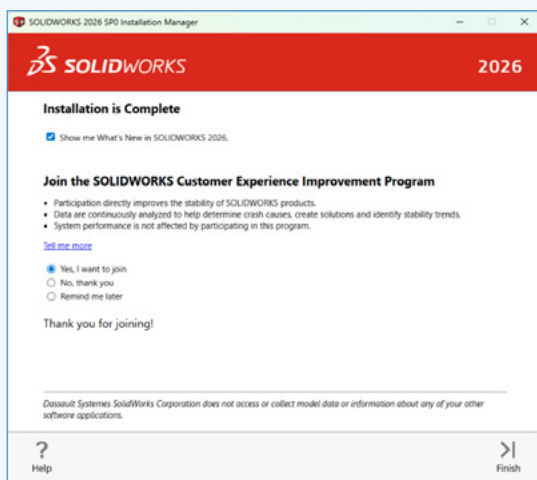 SOLIDWORKS 2026 SP0 Installation Manager
SOLIDWORKS
2026
Installation is Complete
Show me What's New in SOLIDWORKS 2026.
Join the SOLIDWORKS Customer Experience Improvement Program
• Participation directly improves the stability of SOLIDWORKS products.
• Data are continuously analyzed to help determine crash causes, create solutions and identify stability trends.
• System performance is not affected by participating in this program.
Tell me more
Yes, I want to join
No, thank you
Remind me later
Thank you for joining!
Dassault Systemes SolidWorks Corporation does not access or collect model data or information about any of your other
software applications.
Help
Finish